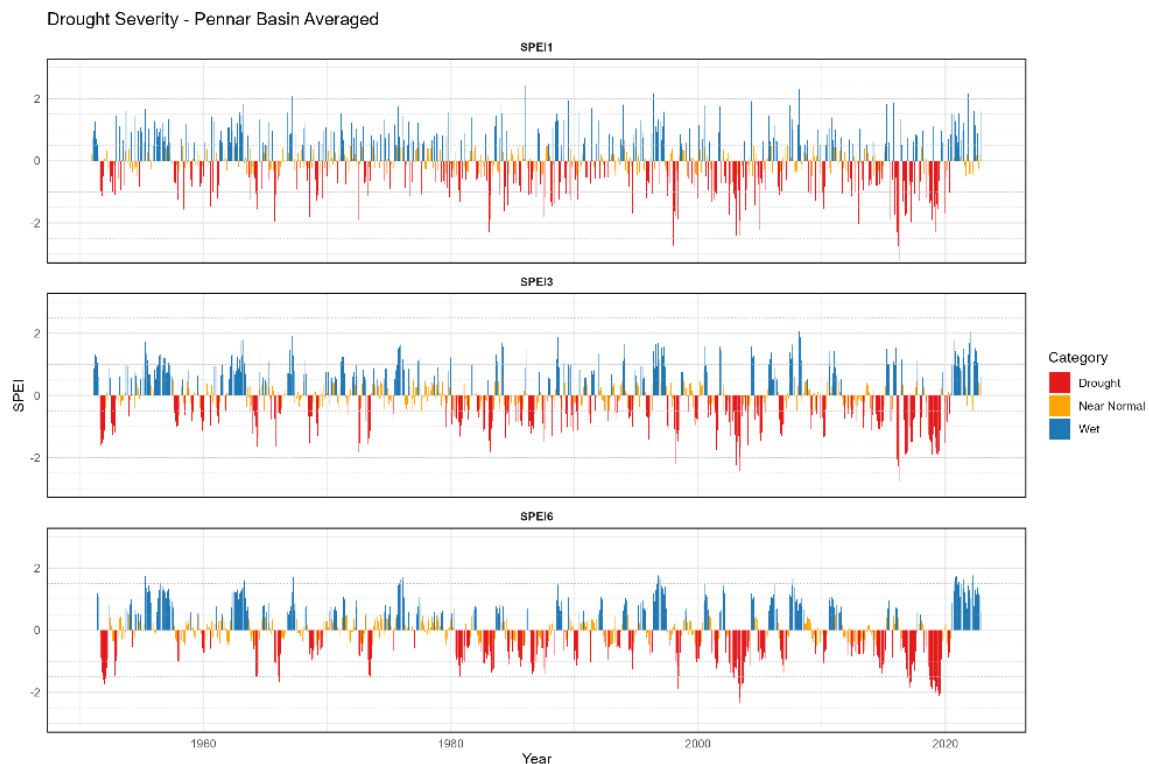 Drought Severity - Pennar Basin Averaged
SPEI1
2
0
-2
SPEI3
2
0
-2
SPEI6
2
0
-2
SPEI
1960
1980
2000
2020
Year
Category
Drought
Near Normal
Wet